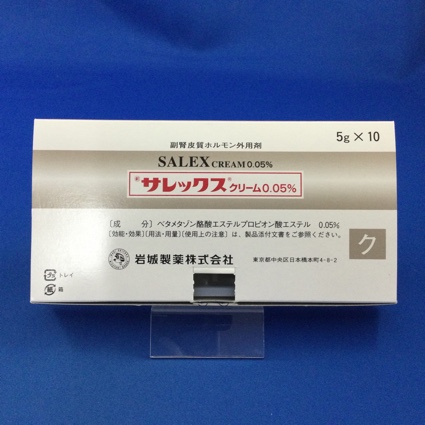 副腎皮質ホルモン外用剤
5g×10
SALEX CREAM 0.05%
サレックス® クリーム0.05%
〔成　分〕ベタメタゾン酪酸エステルプロピオン酸エステル 0.05%
〔効能・効果〕〔用法・用量〕〔使用上の注意〕は、製品添付文書をご参照ください。
ク
プラ トレイ
紙 箱
岩城製薬株式会社
東京都中央区日本橋本町4-8-2